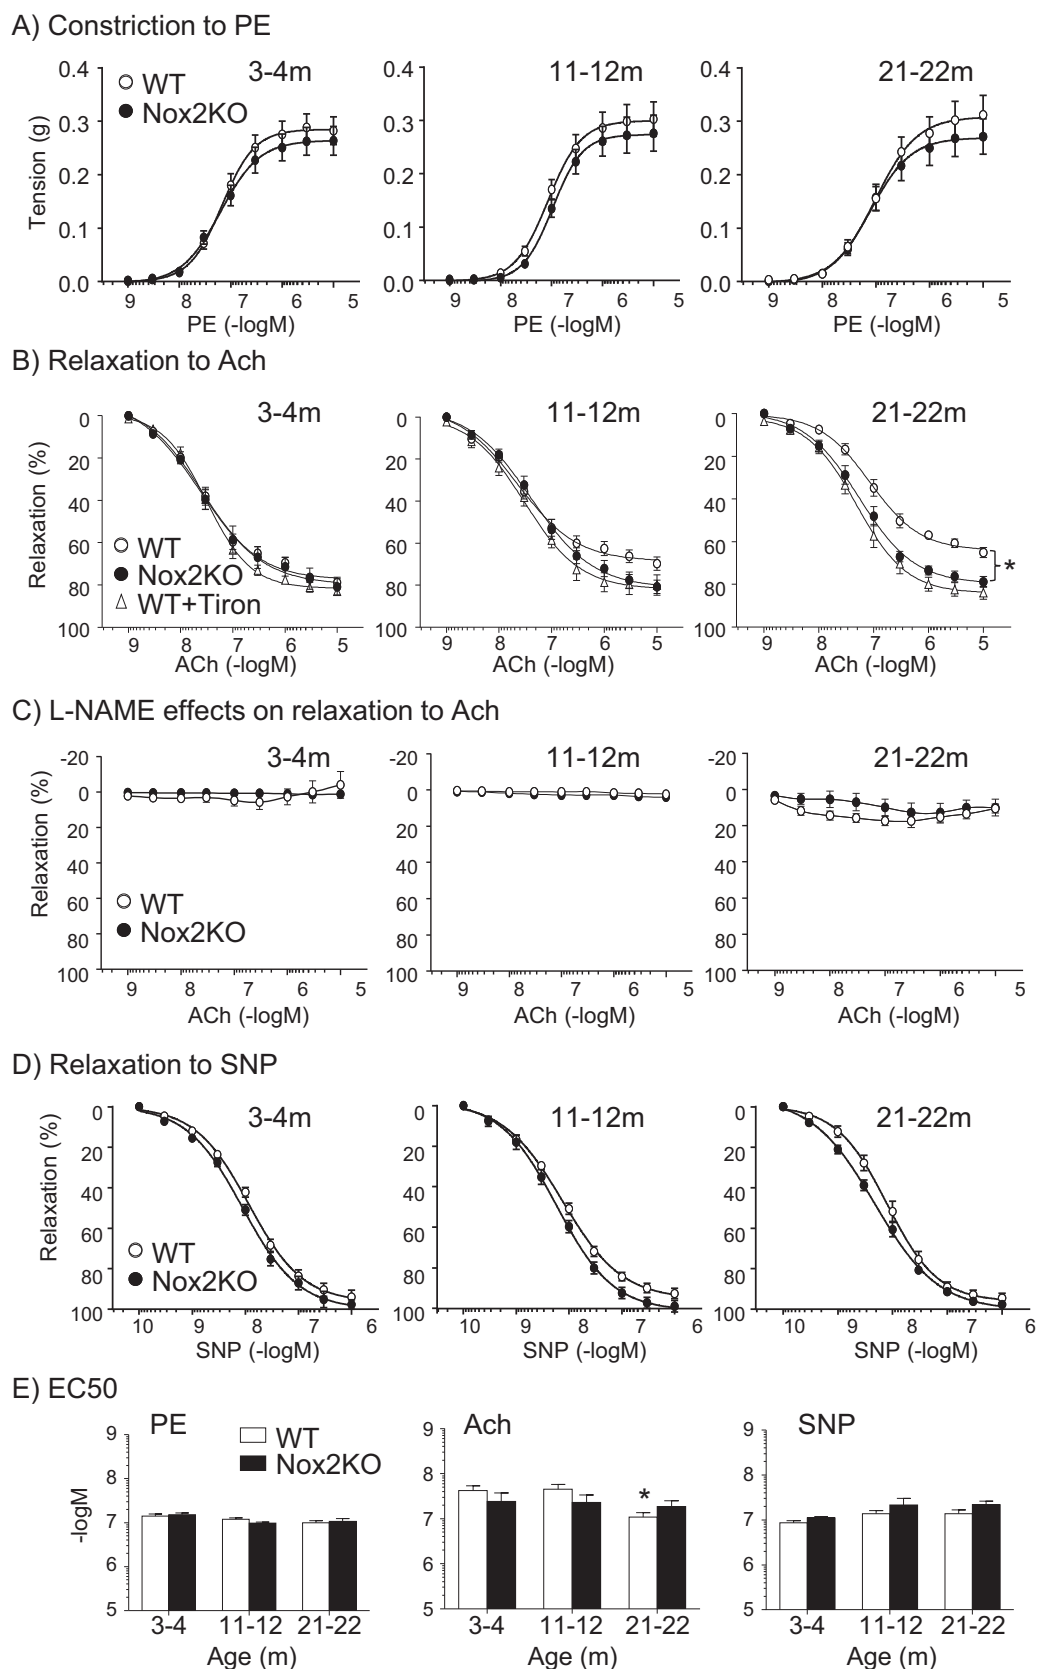 A) Constriction to PE
3-4m 11-12m 21-22m
WT
Nox2KO
Tension (g)
0.4 0.4 0.4
0.3 0.3 0.3
0.2 0.2 0.2
0.1 0.1 0.1
0.0 0.0 0.0
9 8 7 6 5 9 8 7 6 5 9 8 7 6 5
PE (-logM) PE (-logM) PE (-logM)
B) Relaxation to Ach
3-4m 11-12m 21-22m
Relaxation (%)
0 0 0
20 20 20
40 40 40
60 60 60
80 80 80
100 100 100
WT
Nox2KO
WT+Tiron
*
9 8 7 6 5 9 8 7 6 5 9 8 7 6 5
ACh (-logM) ACh (-logM) ACh (-logM)
C) L-NAME effects on relaxation to Ach
3-4m 11-12m 21-22m
Relaxation (%)
-20 -20 -20
0 0 0
20 20 20
40 40 40
60 60 60
80 80 80
100 100 100
WT
Nox2KO
9 8 7 6 5 9 8 7 6 5 9 8 7 6 5
ACh (-logM) ACh (-logM) ACh (-logM)
D) Relaxation to SNP
3-4m 11-12m 21-22m
Relaxation (%)
0 0 0
20 20 20
40 40 40
60 60 60
80 80 80
100 100 100
WT
Nox2KO
10 9 8 7 6 10 9 8 7 6 10 9 8 7 6
SNP (-logM) SNP (-logM) SNP (-logM)
E) EC50
PE Ach SNP
WT
Nox2KO
-logM
9 9 9
8 8 8
7 7 7
6 6 6
5 5 5
*
3-4 11-12 21-22 3-4 11-12 21-22 3-4 11-12 21-22
Age (m) Age (m) Age (m)